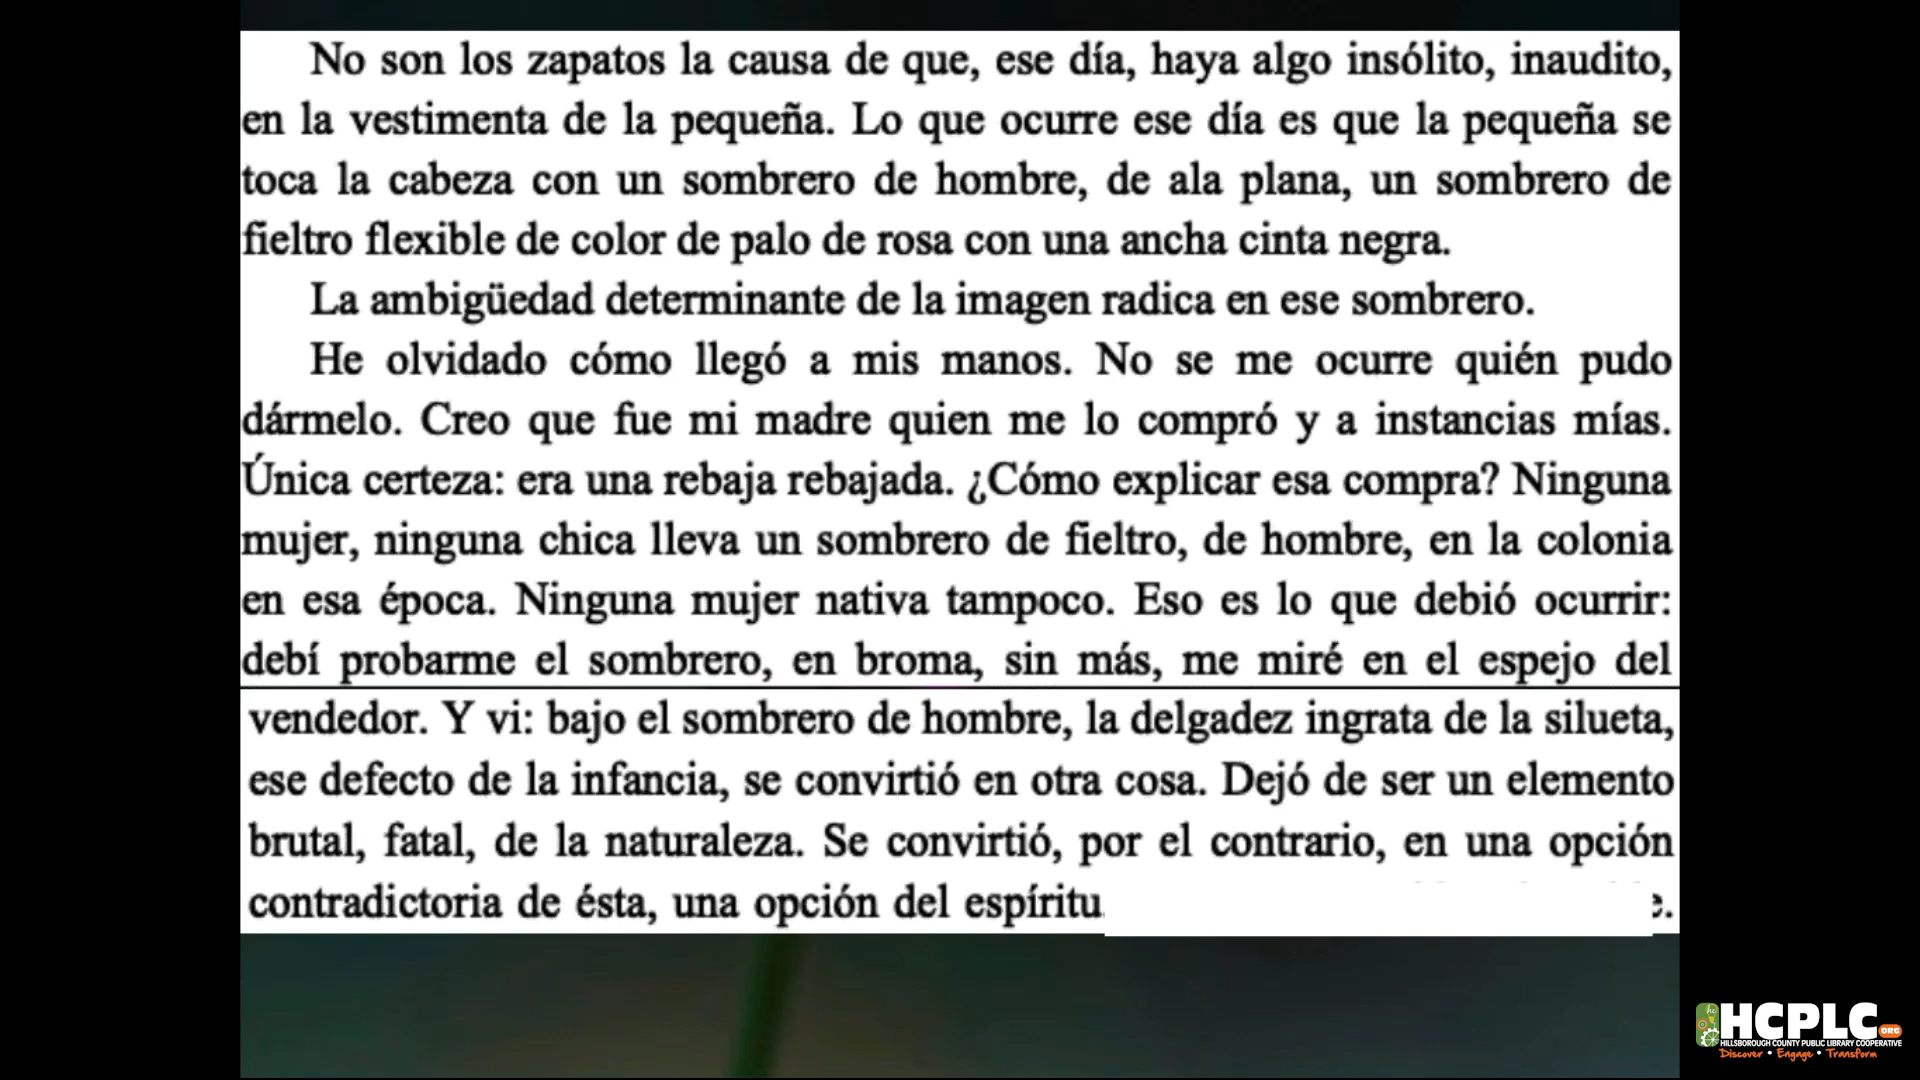 No son los zapatos la causa de que, ese día, haya algo insólito, inaudito,
en la vestimenta de la pequeña. Lo que ocurre ese día es que la pequeña se
toca la cabeza con un sombrero de hombre, de ala plana, un sombrero de
fieltro flexible de color de palo de rosa con una ancha cinta negra.
La ambigüedad determinante de la imagen radica en ese sombrero.
He olvidado cómo llegó a mis manos. No se me ocurre quién pudo
dármelo. Creo que fue mi madre quien me lo compró y a instancias mías.
Única certeza: era una rebaja rebajada. ¿Cómo explicar esa compra? Ninguna
mujer, ninguna chica lleva un sombrero de fieltro, de hombre, en la colonia
en esa época. Ninguna mujer nativa tampoco. Eso es lo que debió ocurrir:
debí probarme el sombrero, en broma, sin más, me miré en el espejo del
vendedor. Y vi: bajo el sombrero de hombre, la delgadez ingrata de la silueta,
ese defecto de la infancia, se convirtió en otra cosa. Dejó de ser un elemento
brutal, fatal, de la naturaleza. Se convirtió, por el contrario, en una opción
contradictoria de ésta, una opción del espíritu.
HCPLC.ORG
HILLSBOROUGH COUNTY PUBLIC LIBRARY COOPERATIVE
Discover • Engage • Transform